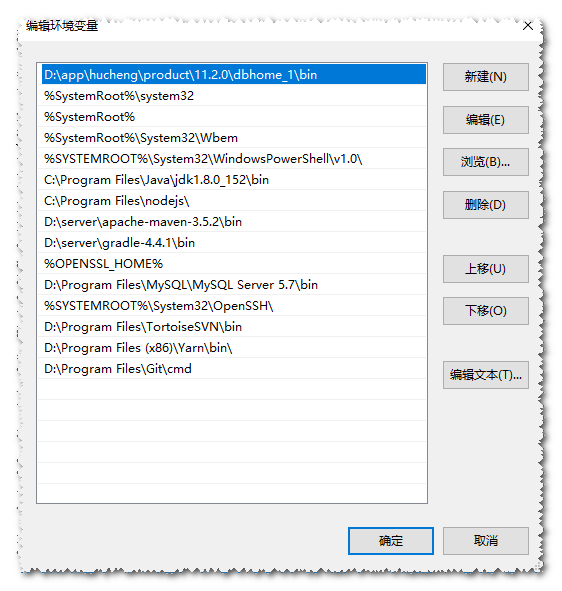 编辑环境变量
D:\app\hucheng\product\11.2.0\dbhome_1\bin
%SystemRoot%\system32
%SystemRoot%
%SystemRoot%\System32\Wbem
%SYSTEMROOT%\System32\WindowsPowerShell\v1.0\
C:\Program Files\Java\jdk1.8.0_152\bin
C:\Program Files\nodejs\
D:\server\apache-maven-3.5.2\bin
D:\server\gradle-4.4.1\bin
%OPENSSL_HOME%
D:\Program Files\MySQL\MySQL Server 5.7\bin
%SYSTEMROOT%\System32\OpenSSH\
D:\Program Files\TortoiseSVN\bin
D:\Program Files (x86)\Yarn\bin\
D:\Program Files\Git\cmd
新建(N)
编辑(E)
浏览(B)...
删除(D)
上移(U)
下移(O)
编辑文本(T)...
确定
取消